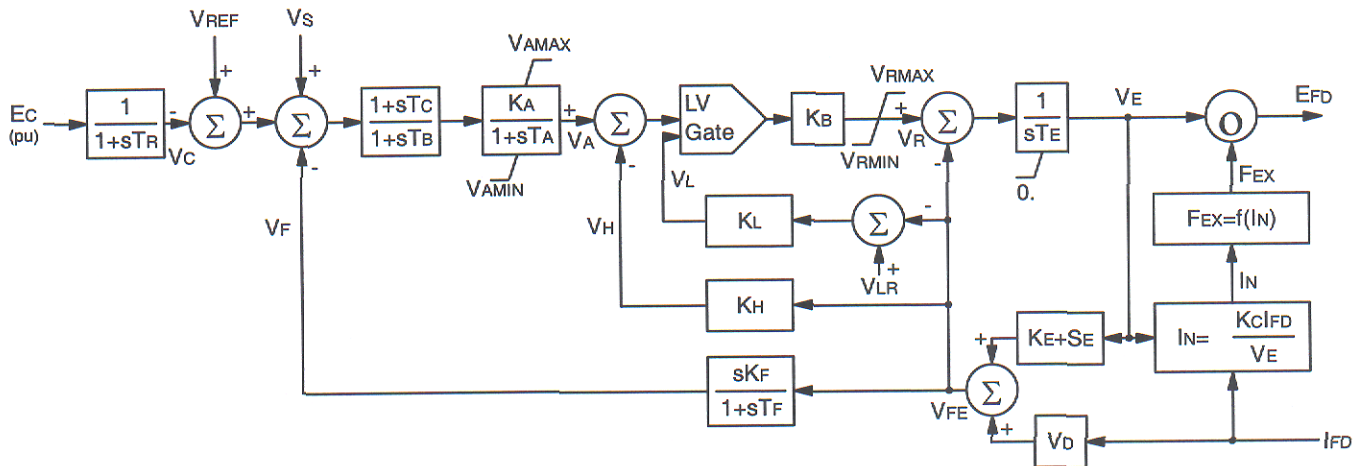 VREF
VS
VAMAX
VRMAX
EC
(pu)
1
1+sTR
-
VC
+
Σ
+
+
Σ
-
1+sTC
1+sTB
KA
1+sTA
VAMIN
+
VA
Σ
-
LV
Gate
KB
+
VR
VRMIN
Σ
-
1
sTE
0.
VE
O
EFD
FEX
FEX=f(IN)
IN
VF
VH
VL
KL
Σ
-
+
VLR
KH
KE+SE
+
IN= KCIFD
VE
sKF
1+sTF
VFE
Σ
+
VD
IFD